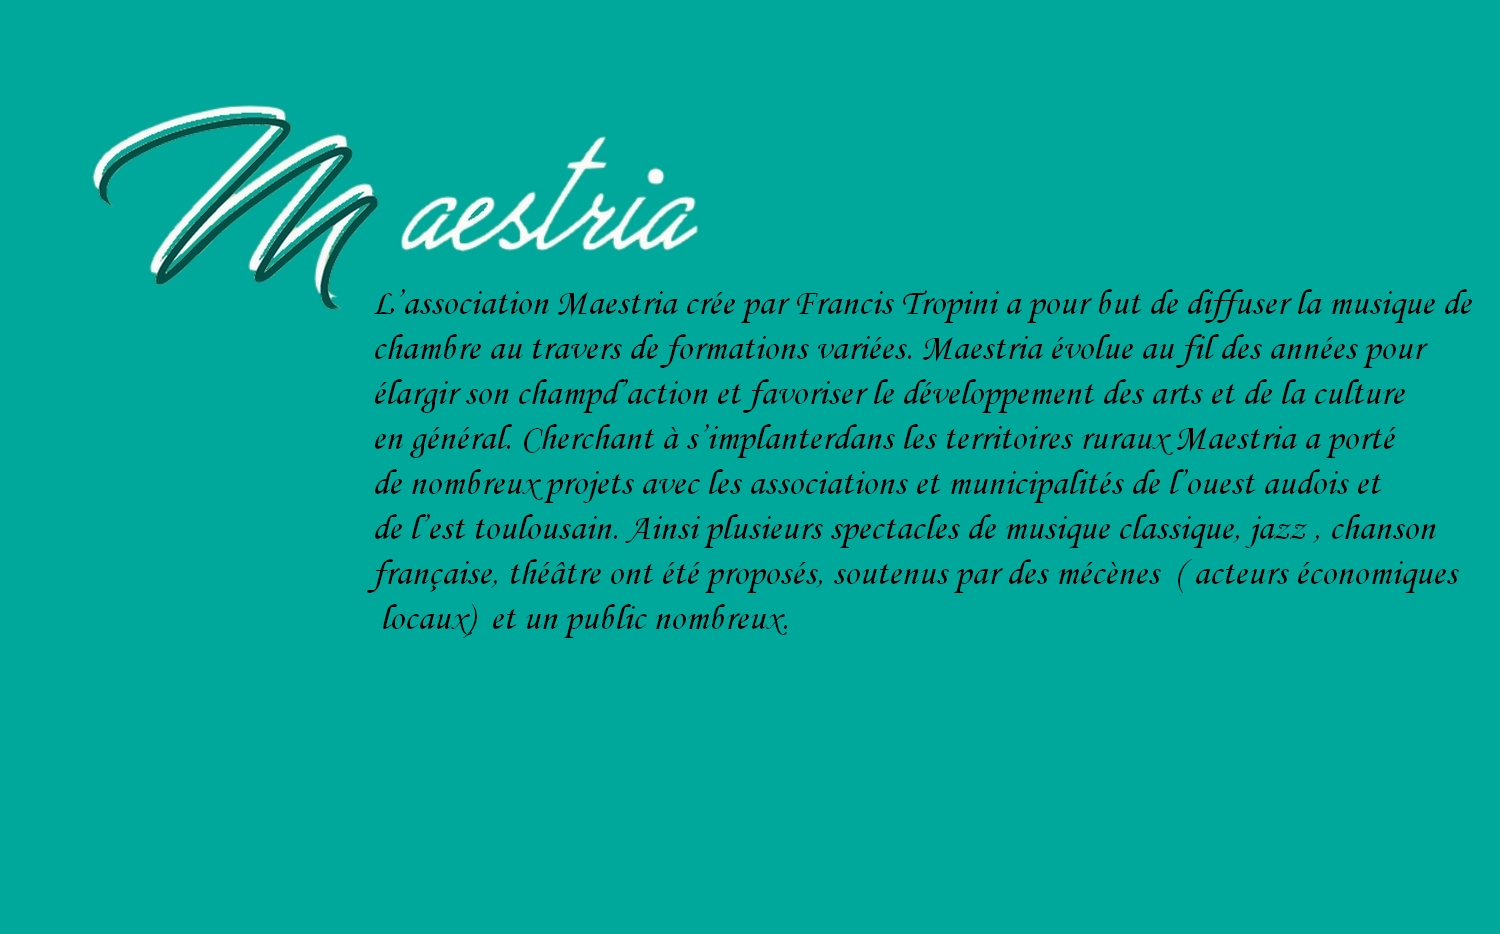 Maestria
L’association Maestria crée par Francis Tropini a pour but de diffuser la musique de
chambre au travers de formations variées. Maestria évolue au fil des années pour
élargir son champd’action et favoriser le développement des arts et de la culture
en général. Cherchant à s’implanterdans les territoires ruraux Maestria a porté
de nombreux projets avec les associations et municipalités de l’ouest audois et
de l’est toulousain. Ainsi plusieurs spectacles de musique classique, jazz , chanson
française, théâtre ont été proposés, soutenus par des mécènes  ( acteurs économiques
locaux)  et un public nombreux.